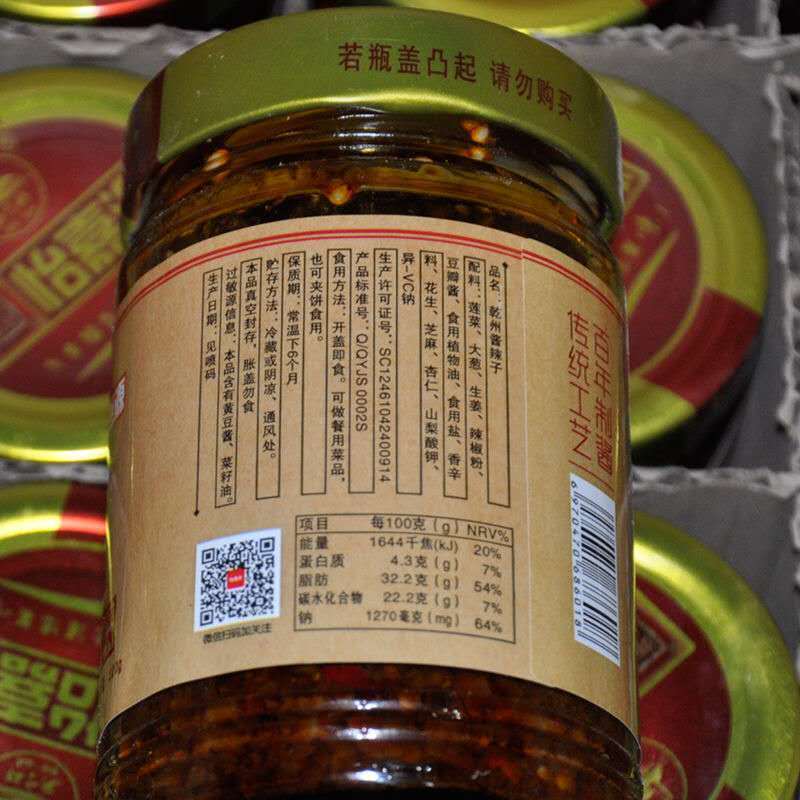 若瓶盖凸起 请勿购买
百年制酱
传统工艺
品名：乾州酱辣子
配料：莲菜、大葱、生姜、辣椒粉、
豆瓣酱、食用植物油、食用盐、香辛
料、花生、芝麻、杏仁、山梨酸钾、
异-VC钠
生产许可证号：SC12461042400914
产品标准号：Q/QYJS 0002S
食用方法：开盖即食。可做餐用菜品，
也可夹饼食用。
保质期：常温下6个月
贮存方法：冷藏或阴凉、通风处。
本品真空封存，胀盖勿食
过敏源信息：本品含有黄豆酱、菜籽油。
生产日期：见喷码
项目 每100克(g) NRV%
能量 1644千焦(kJ) 20%
蛋白质 4.3克(g) 7%
脂肪 32.2克(g) 54%
碳水化合物 22.2克(g) 7%
钠 1270毫克(mg) 64%
微信扫码加关注
6970410686018
怡嘉